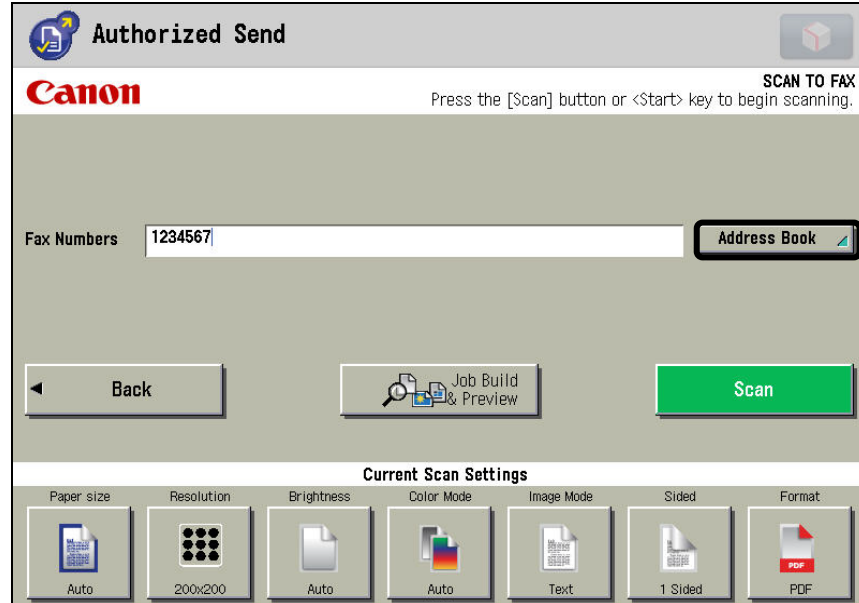 Authorized Send
Canon
SCAN TO FAX
Press the [Scan] button or <Start> key to begin scanning.
Fax Numbers 1234567 Address Book
Back Job Build & Preview Scan
Current Scan Settings
Paper size Resolution Brightness Color Mode Image Mode Sided Format
PDF
Auto 200x200 Auto Auto Text 1 Sided PDF